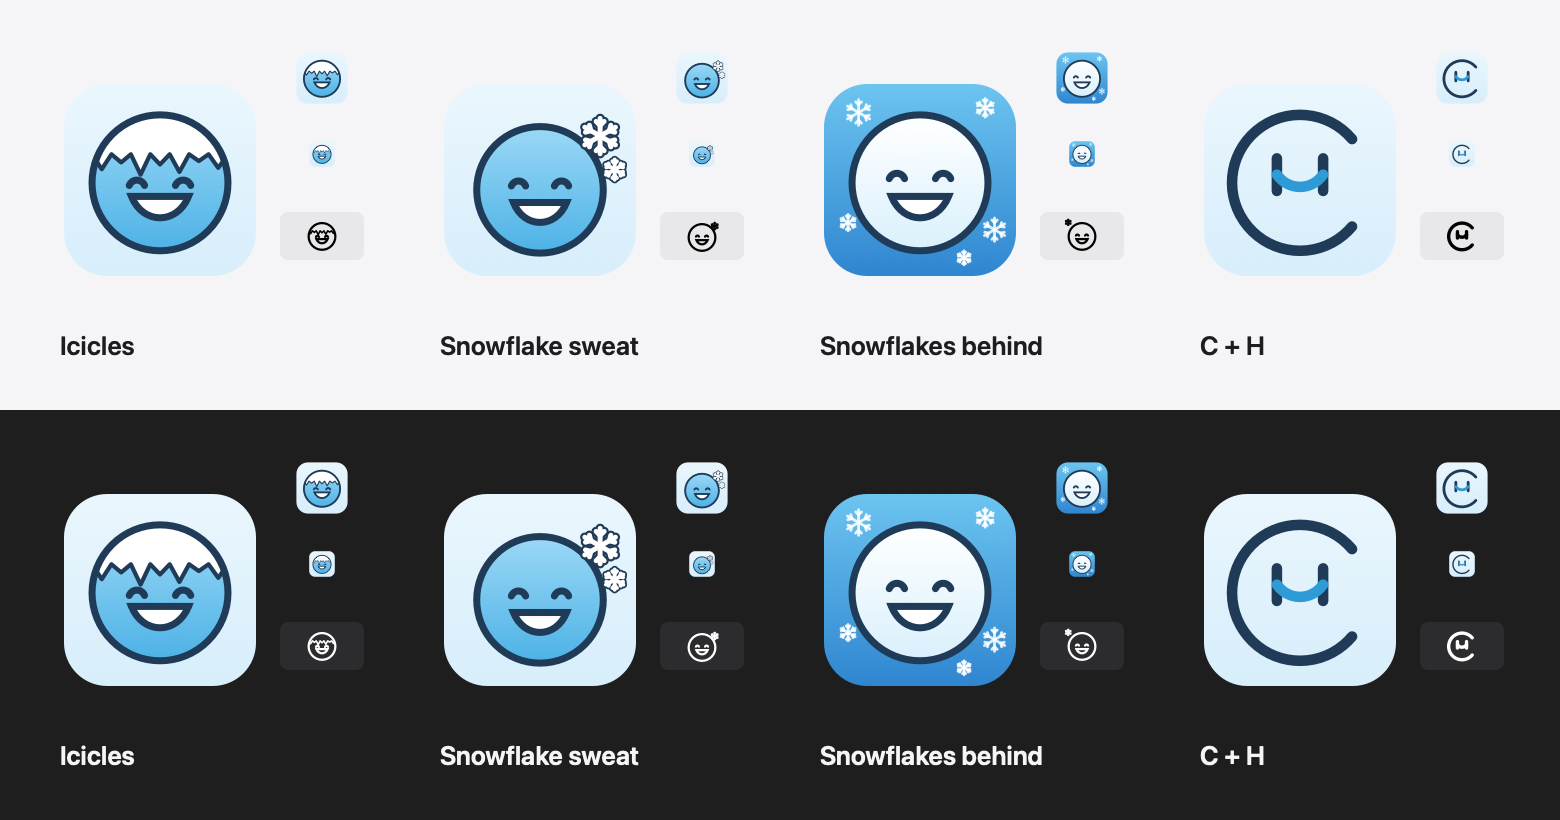 Icicles
Snowflake sweat
Snowflakes behind
C + H
Icicles
Snowflake sweat
Snowflakes behind
C + H